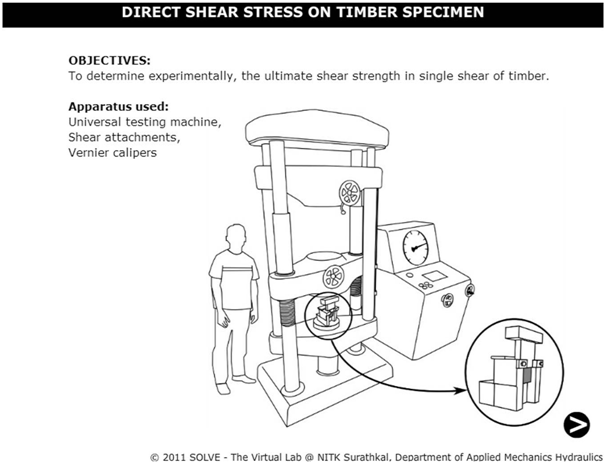 DIRECT SHEAR STRESS ON TIMBER SPECIMEN
OBJECTIVES:
To determine experimentally, the ultimate shear strength in single shear of timber.
Apparatus used:
Universal testing machine,
Shear attachments,
Vernier calipers
© 2011 SOLVE - The Virtual Lab @ NITK Surathkal, Department of Applied Mechanics Hydraulics